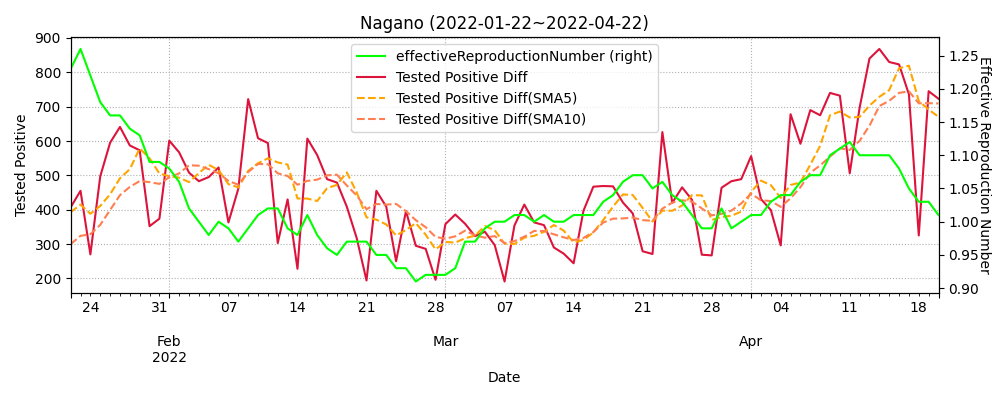 Nagano (2022-01-22~2022-04-22)
effectiveReproductionNumber (right)
Tested Positive Diff
Tested Positive Diff(SMA5)
Tested Positive Diff(SMA10)
Tested Positive
900
800
700
600
500
400
300
200
1.25
1.20
1.15
1.10
1.05
1.00
0.95
0.90
Effective Reproduction Number
24 31 07 14 21 28 07 14 21 28 04 11 18
Feb Mar Apr
2022
Date